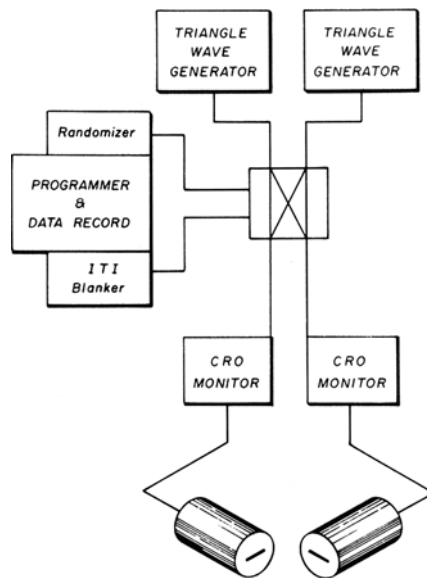 TRIANGLE
WAVE
GENERATOR
TRIANGLE
WAVE
GENERATOR
Randomizer
PROGRAMMER
&
DATA RECORD
ITI
Blanker
CRO
MONITOR
CRO
MONITOR